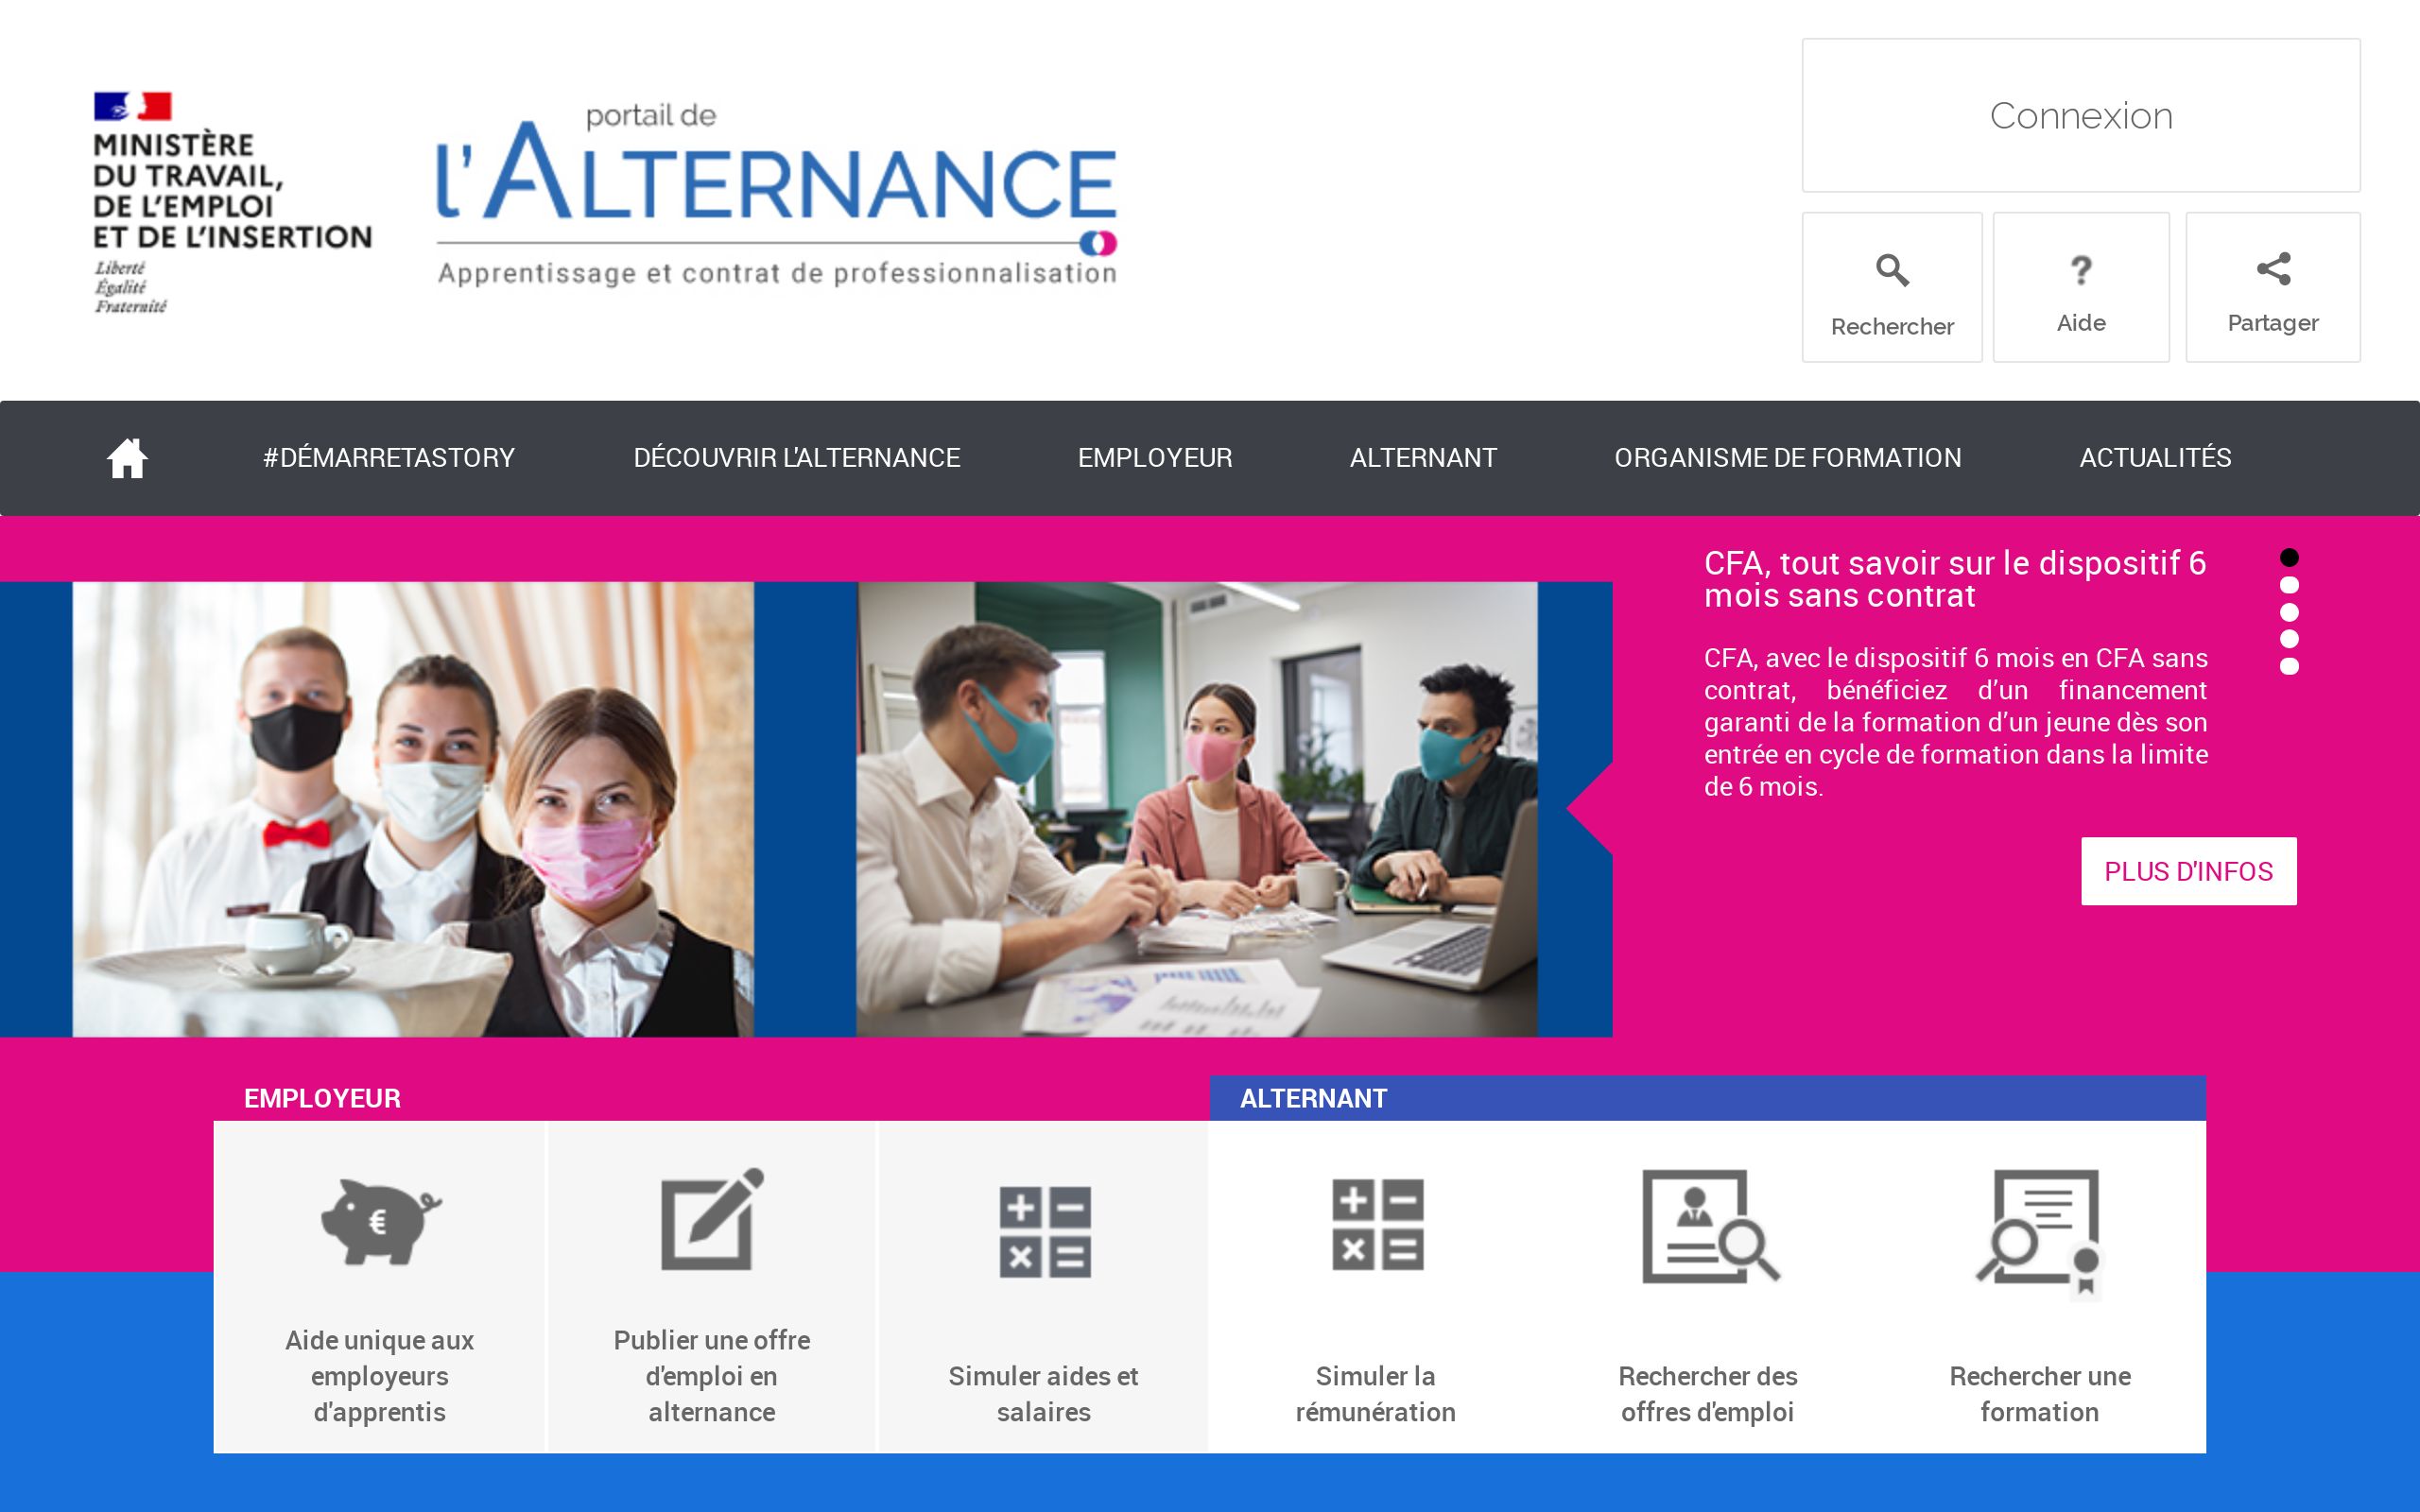 MINISTÈRE
DU TRAVAIL,
DE L'EMPLOI
ET DE L'INSERTION
Liberté
Égalité
Fraternité
portail de
l'ALTERNANCE
Apprentissage et contrat de professionnalisation
Connexion
Rechercher
Aide
Partager
#DÉMARRETASTORY
DÉCOUVRIR L'ALTERNANCE
EMPLOYEUR
ALTERNANT
ORGANISME DE FORMATION
ACTUALITÉS
CFA, tout savoir sur le dispositif 6
mois sans contrat
CFA, avec le dispositif 6 mois en CFA sans
contrat, bénéficiez d’un financement
garanti de la formation d’un jeune dès son
entrée en cycle de formation dans la limite
de 6 mois.
PLUS D'INFOS
EMPLOYEUR
Aide unique aux
employeurs
d'apprentis
Publier une offre
d'emploi en
alternance
Simuler aides et
salaires
ALTERNANT
Simuler la
rémunération
Rechercher des
offres d'emploi
Rechercher une
formation